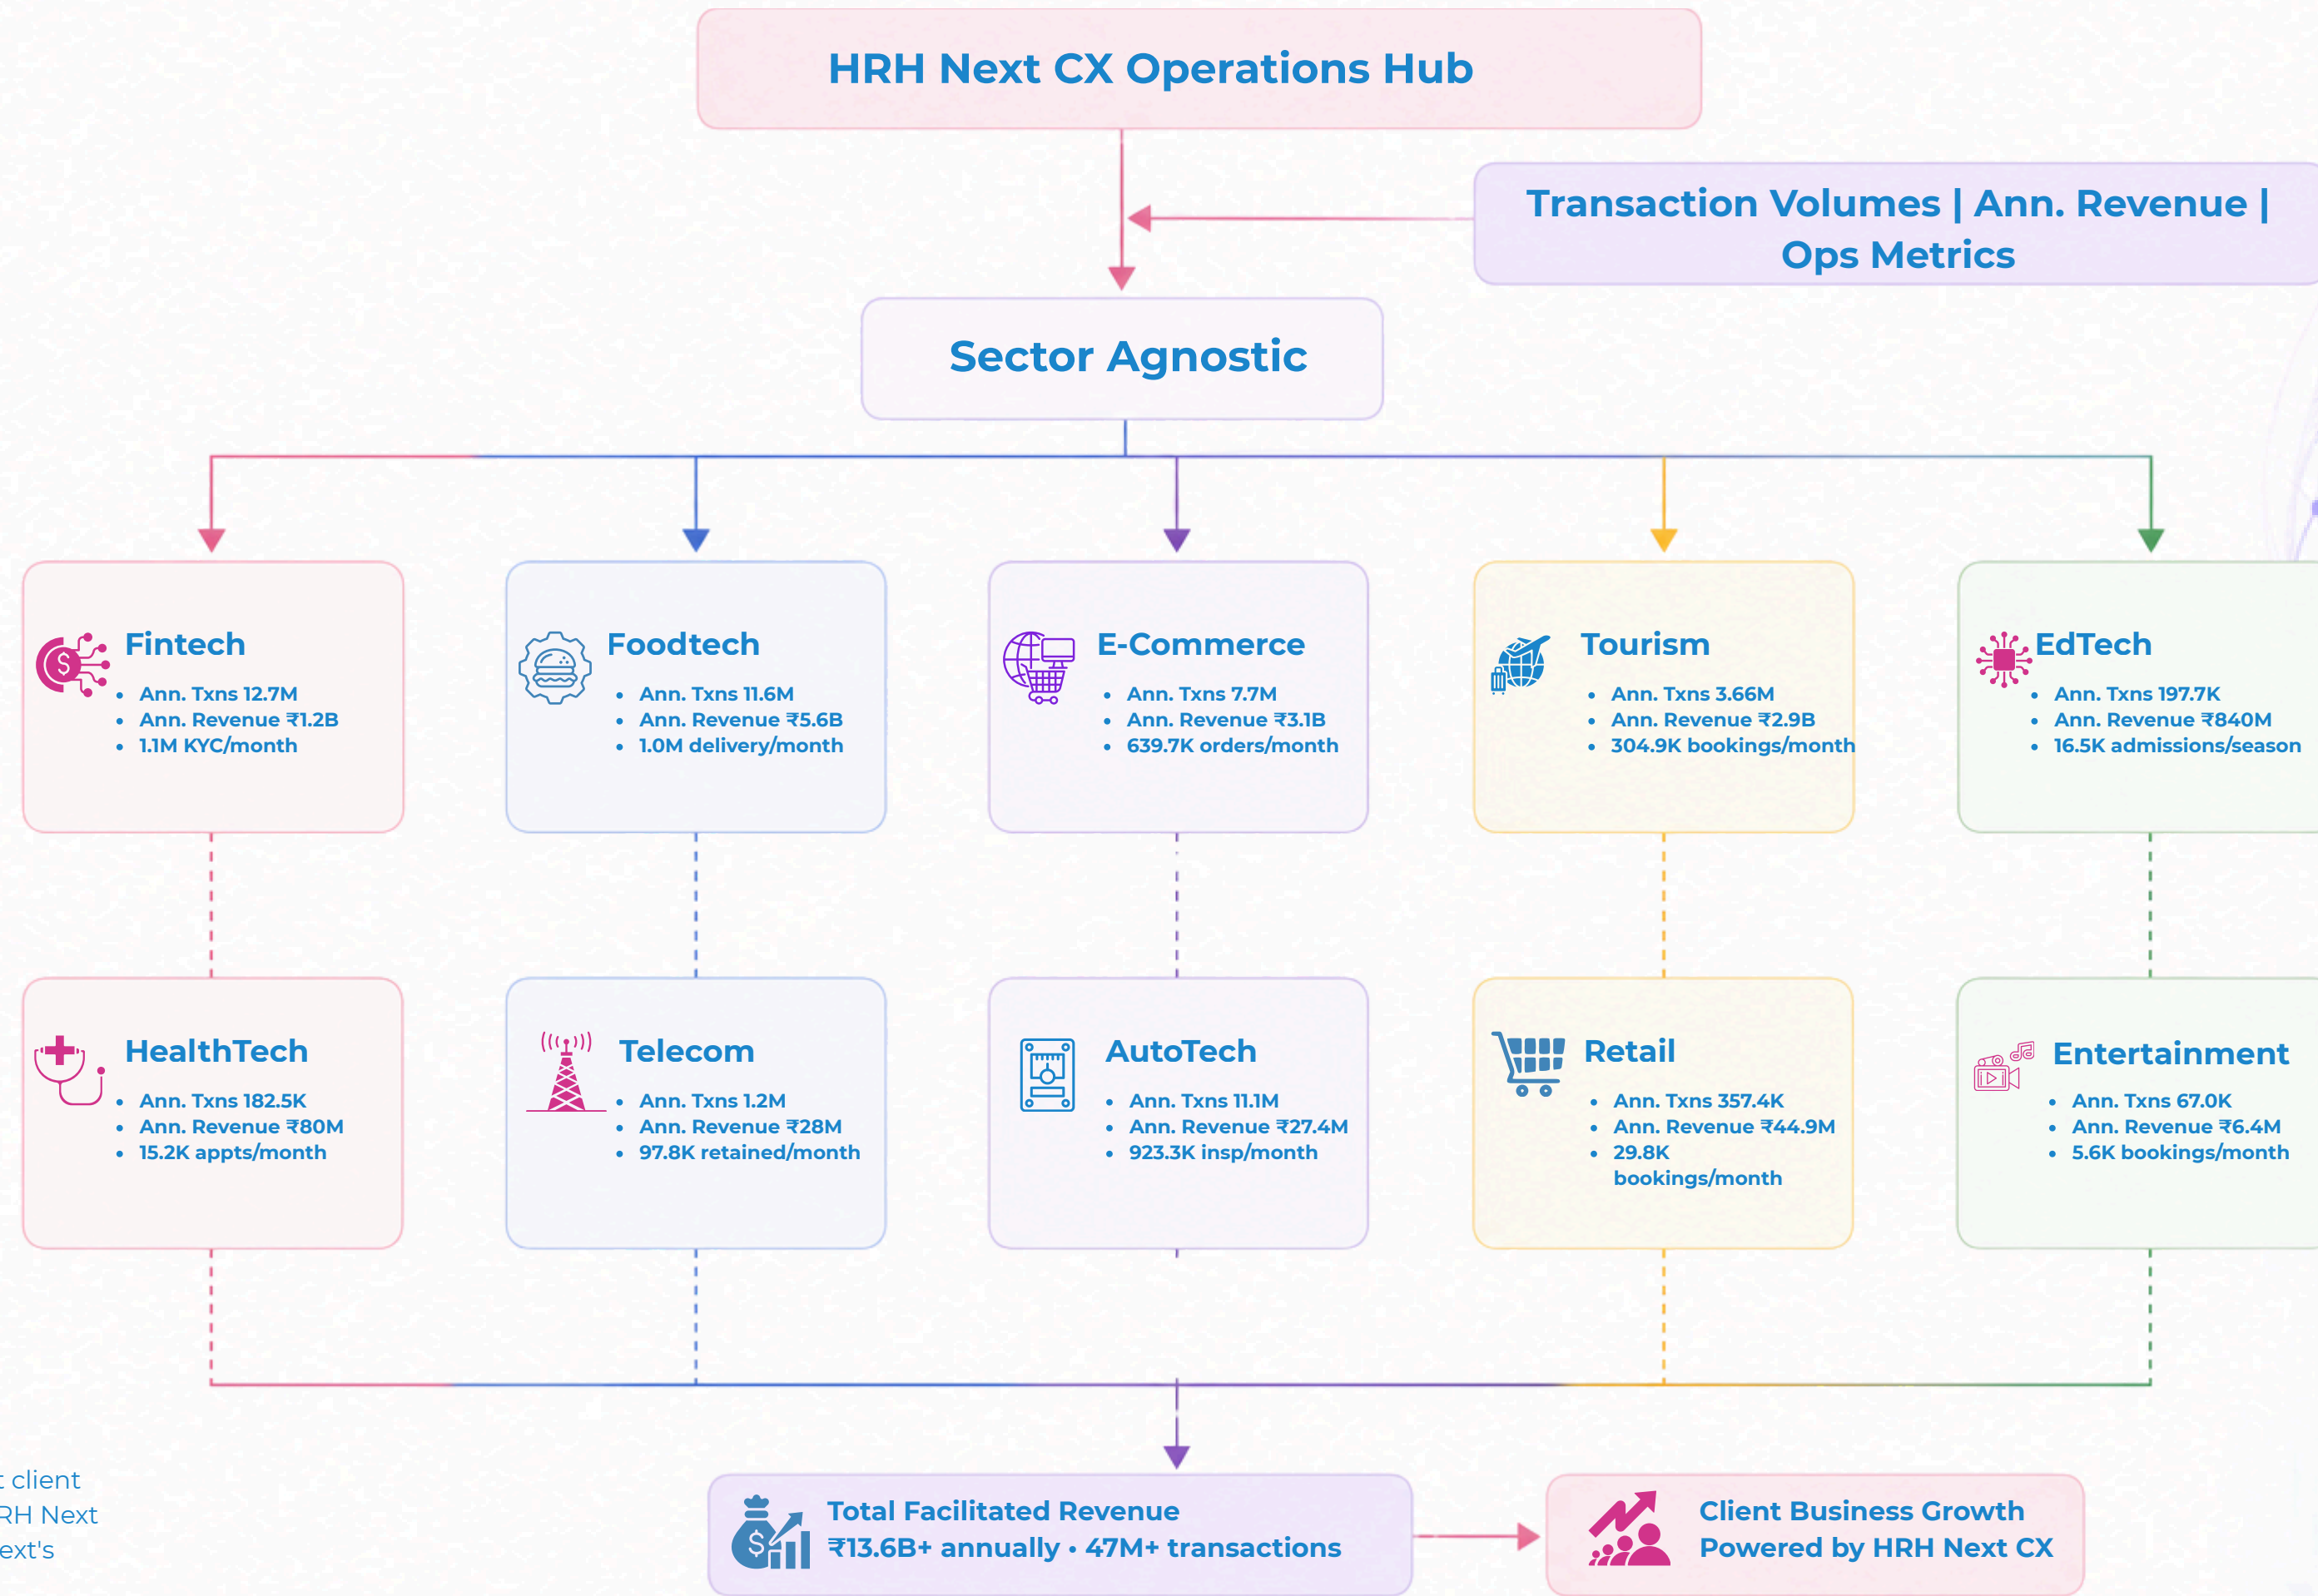 HRH Next CX Operations Hub
Transaction Volumes | Ann. Revenue |
Ops Metrics
Sector Agnostic
Fintech
• Ann. Txns 12.7M
• Ann. Revenue ₹1.2B
• 1.1M KYC/month
Foodtech
• Ann. Txns 11.6M
• Ann. Revenue ₹5.6B
• 1.0M delivery/month
E-Commerce
• Ann. Txns 7.7M
• Ann. Revenue ₹3.1B
• 639.7K orders/month
Tourism
• Ann. Txns 3.66M
• Ann. Revenue ₹2.9B
• 304.9K bookings/month
EdTech
• Ann. Txns 197.7K
• Ann. Revenue ₹840M
• 16.5K admissions/season
HealthTech
• Ann. Txns 182.5K
• Ann. Revenue ₹80M
• 15.2K appts/month
Telecom
• Ann. Txns 1.2M
• Ann. Revenue ₹28M
• 97.8K retained/month
AutoTech
• Ann. Txns 11.1M
• Ann. Revenue ₹27.4M
• 923.3K insp/month
Retail
• Ann. Txns 357.4K
• Ann. Revenue ₹44.9M
• 29.8K
bookings/month
Entertainment
• Ann. Txns 67.0K
• Ann. Revenue ₹6.4M
• 5.6K bookings/month
client
RH Next
ext's
Total Facilitated Revenue
₹13.6B+ annually • 47M+ transactions
Client Business Growth
Powered by HRH Next CX